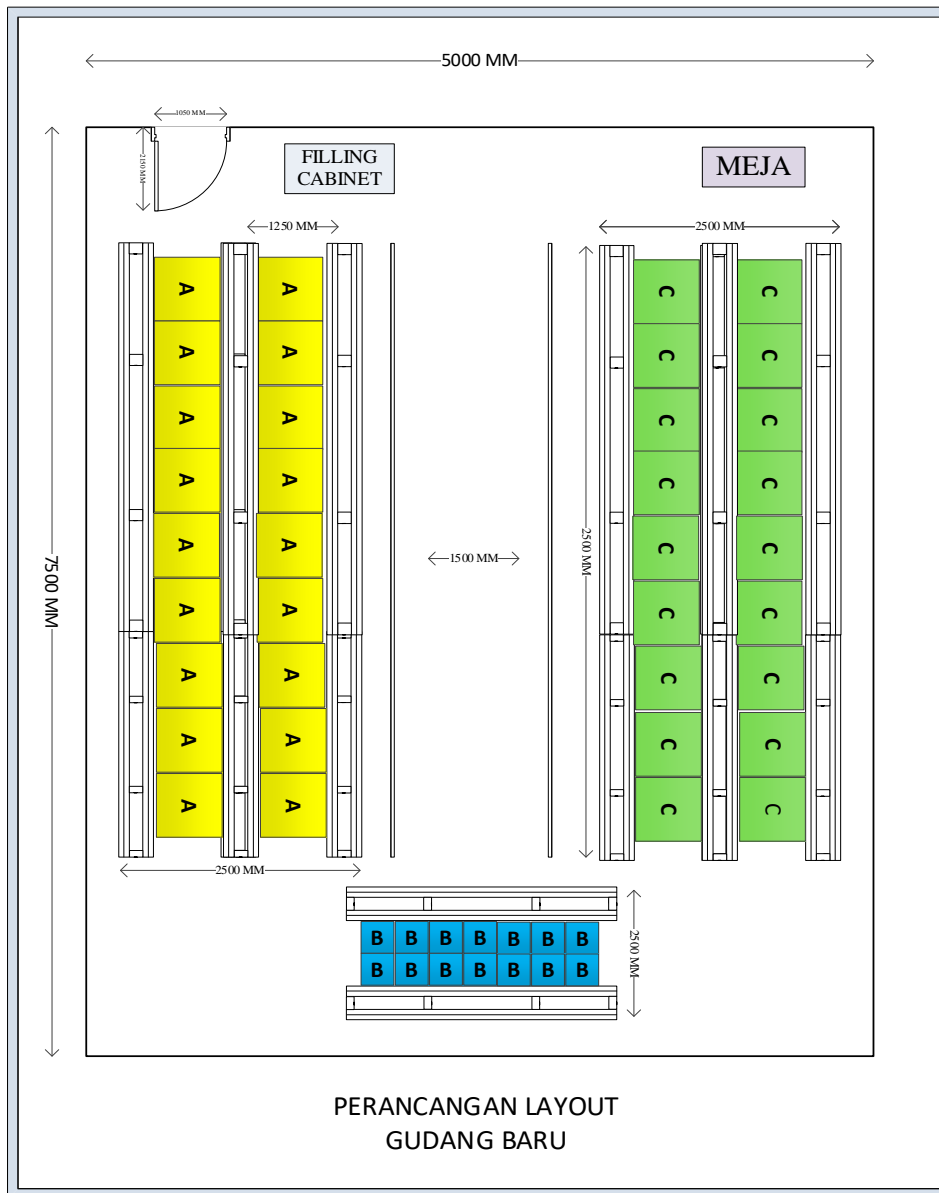 5000 MM
1050 MM
2150 MM
FILLING
CABINET
MEJA
1250 MM
2500 MM
A A C C
A A C C
A A C C
A A C C
A A C C
1500 MM
2500 MM
7500 MM
A A C C
A A C C
A A C C
A A C C
2500 MM
B B B B B B B
B B B B B B B
2500 MM
PERANCANGAN LAYOUT
GUDANG BARU